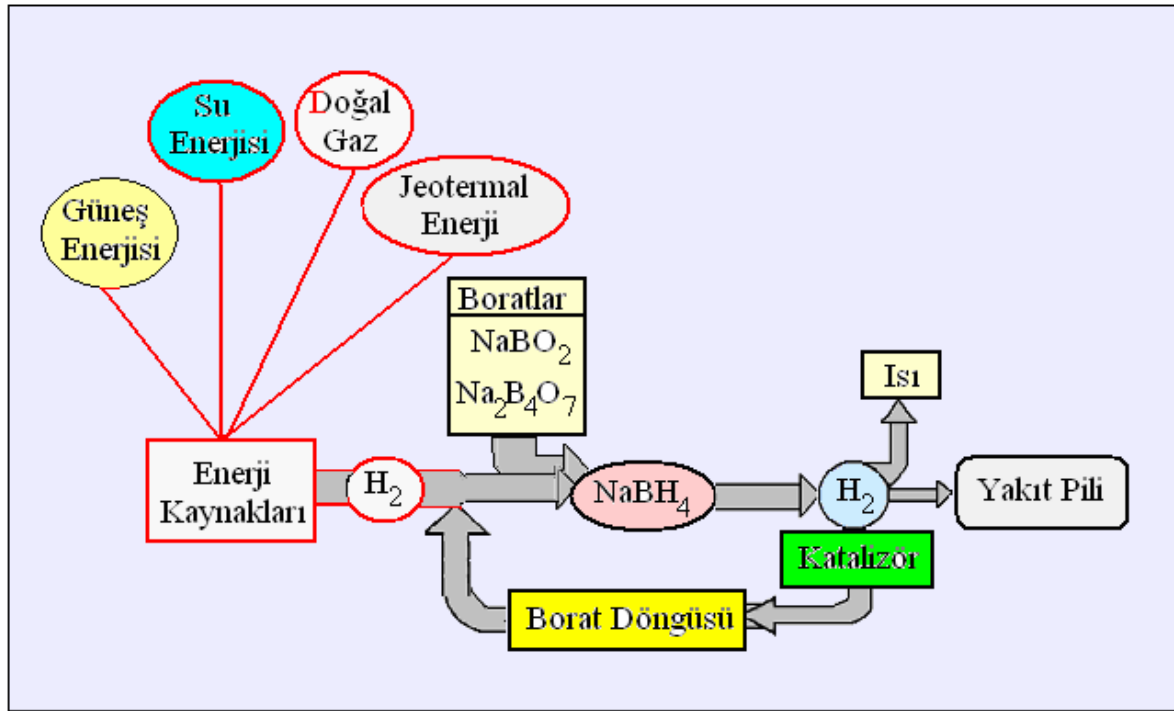 Su
Enerjisi
Doğal
Gaz
Güneş
Enerjisi
Jeotermal
Enerji
Boratlar
NaBO₂
Na₂B₄O₇
Isı
Enerji
Kaynakları
H₂
NaBH₄
H₂
Yakıt Pili
Katalizör
Borat Döngüsü